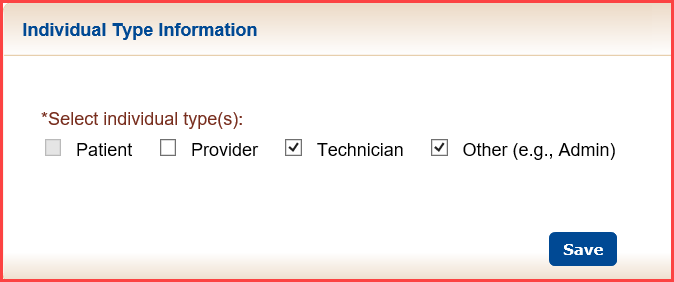 Individual Type Information
*Select individual type(s):
Patient Provider Technician Other (e.g., Admin)
Save